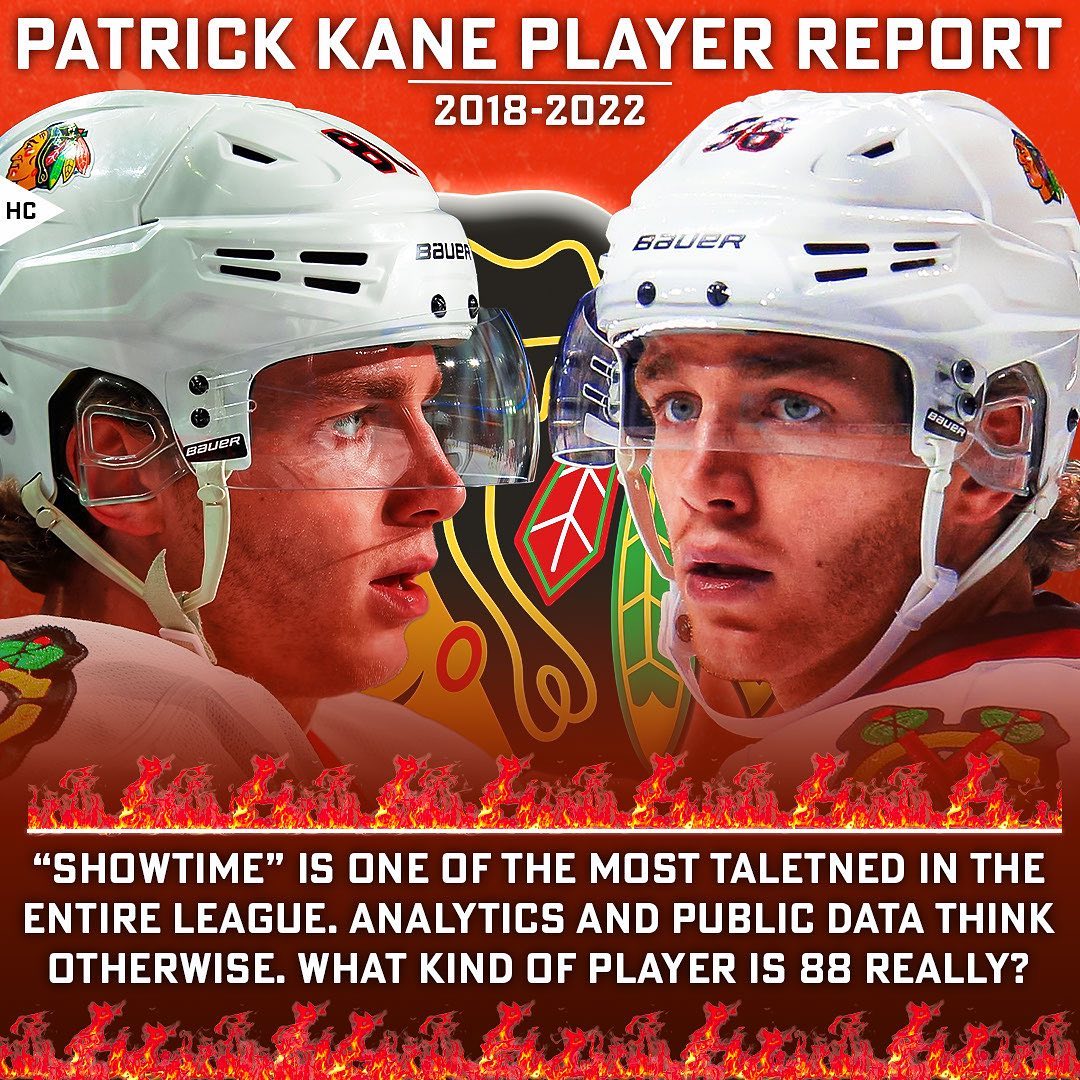 PATRICK KANE PLAYER REPORT
2018-2022
HC
BAUER
BAUER
BAUER
BAUER
“SHOWTIME” IS ONE OF THE MOST TALETNED IN THE
ENTIRE LEAGUE. ANALYTICS AND PUBLIC DATA THINK
OTHERWISE. WHAT KIND OF PLAYER IS 88 REALLY?